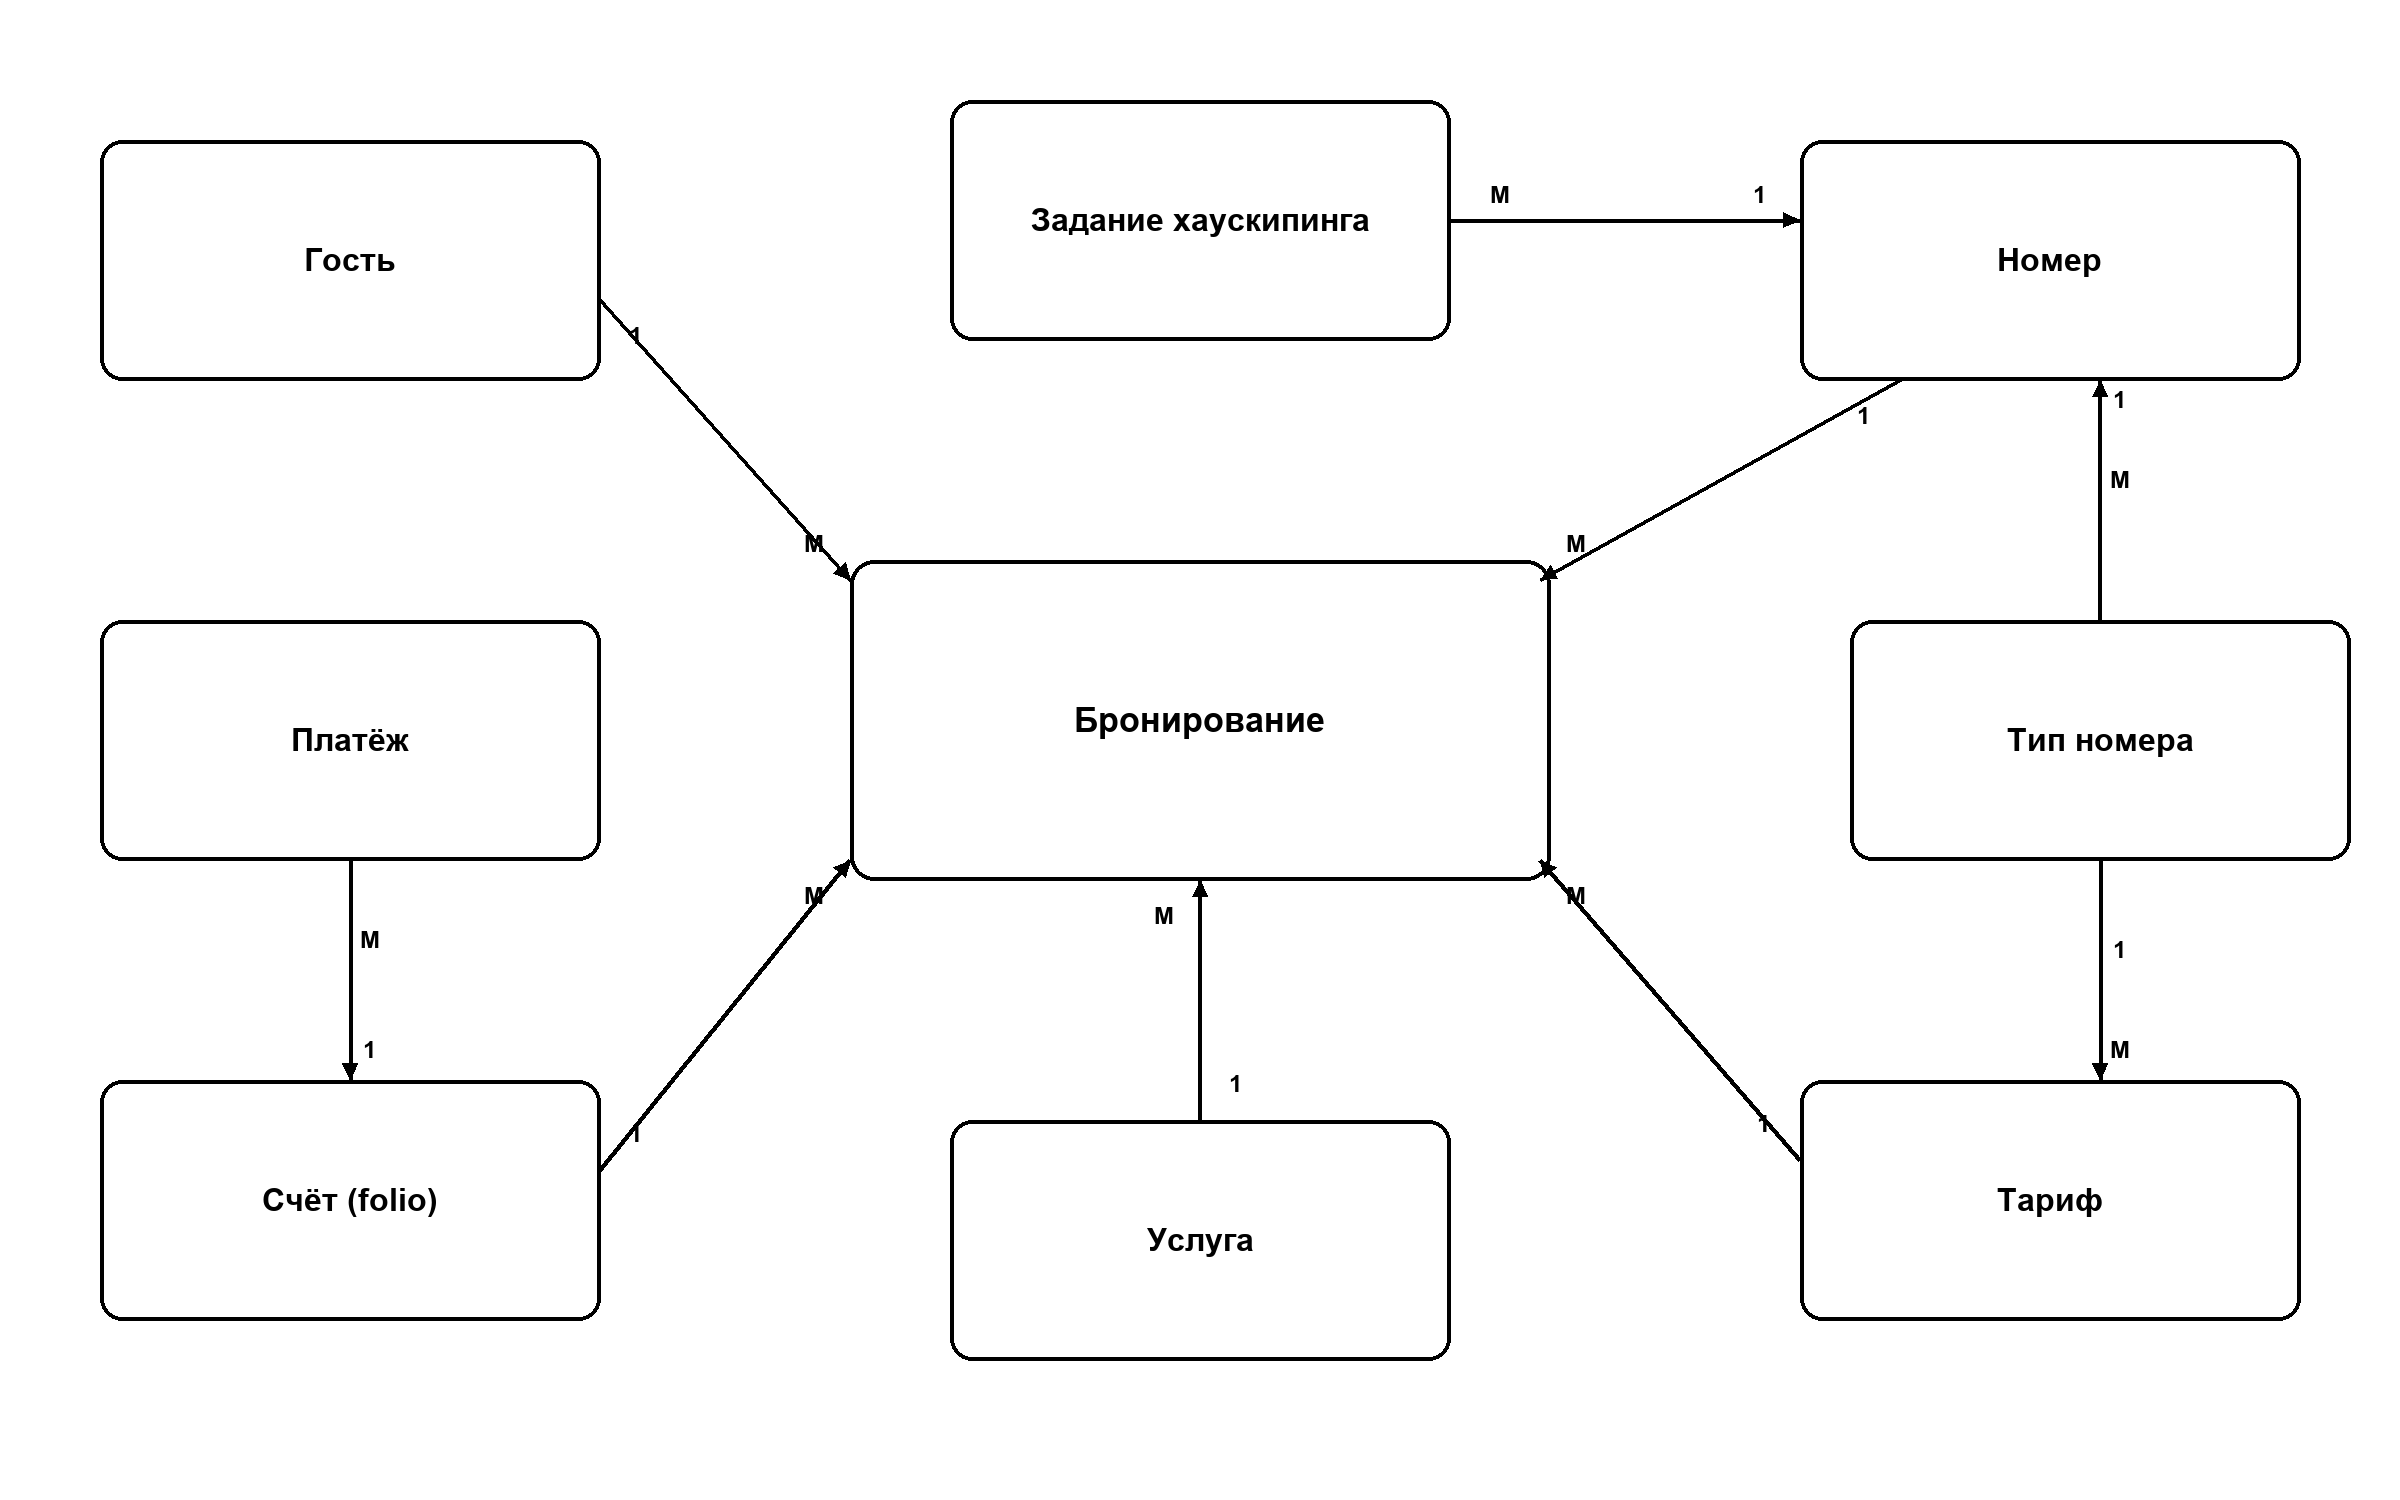 Задание хаускипинга
М
1
Гость
Номер
1
1
1
М
М
М
Бронирование
Платёж
Тип номера
М
М
М
М
1
1
М
1
1
1
1
Счёт (folio)
Тариф
Услуга